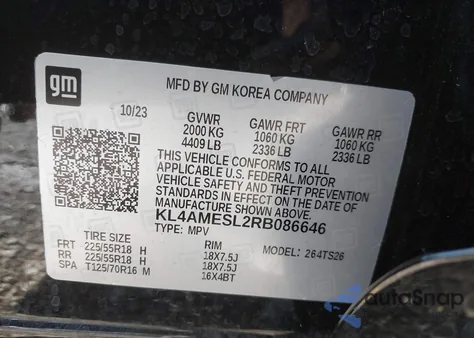 gm
MFD BY GM KOREA COMPANY
10/23
GVWR GAWR FRT GAWR RR
2000 KG 1060 KG 1060 KG
4409 LB 2336 LB 2336 LB
THIS VEHICLE CONFORMS TO ALL
APPLICABLE U.S. FEDERAL MOTOR
VEHICLE SAFETY AND THEFT PREVENTION
STANDARDS IN EFFECT ON THE DATE OF
MANUFACTURE SHOWN ABOVE.
KL4AMESL2RB086646
TYPE: MPV MODEL: 264TS26
TIRE SIZE RIM
FRT 225/55R18 H 18X7.5J
RR 225/55R18 H 18X7.5J
SPA T125/70R16 M 16X4BT
autoSnap